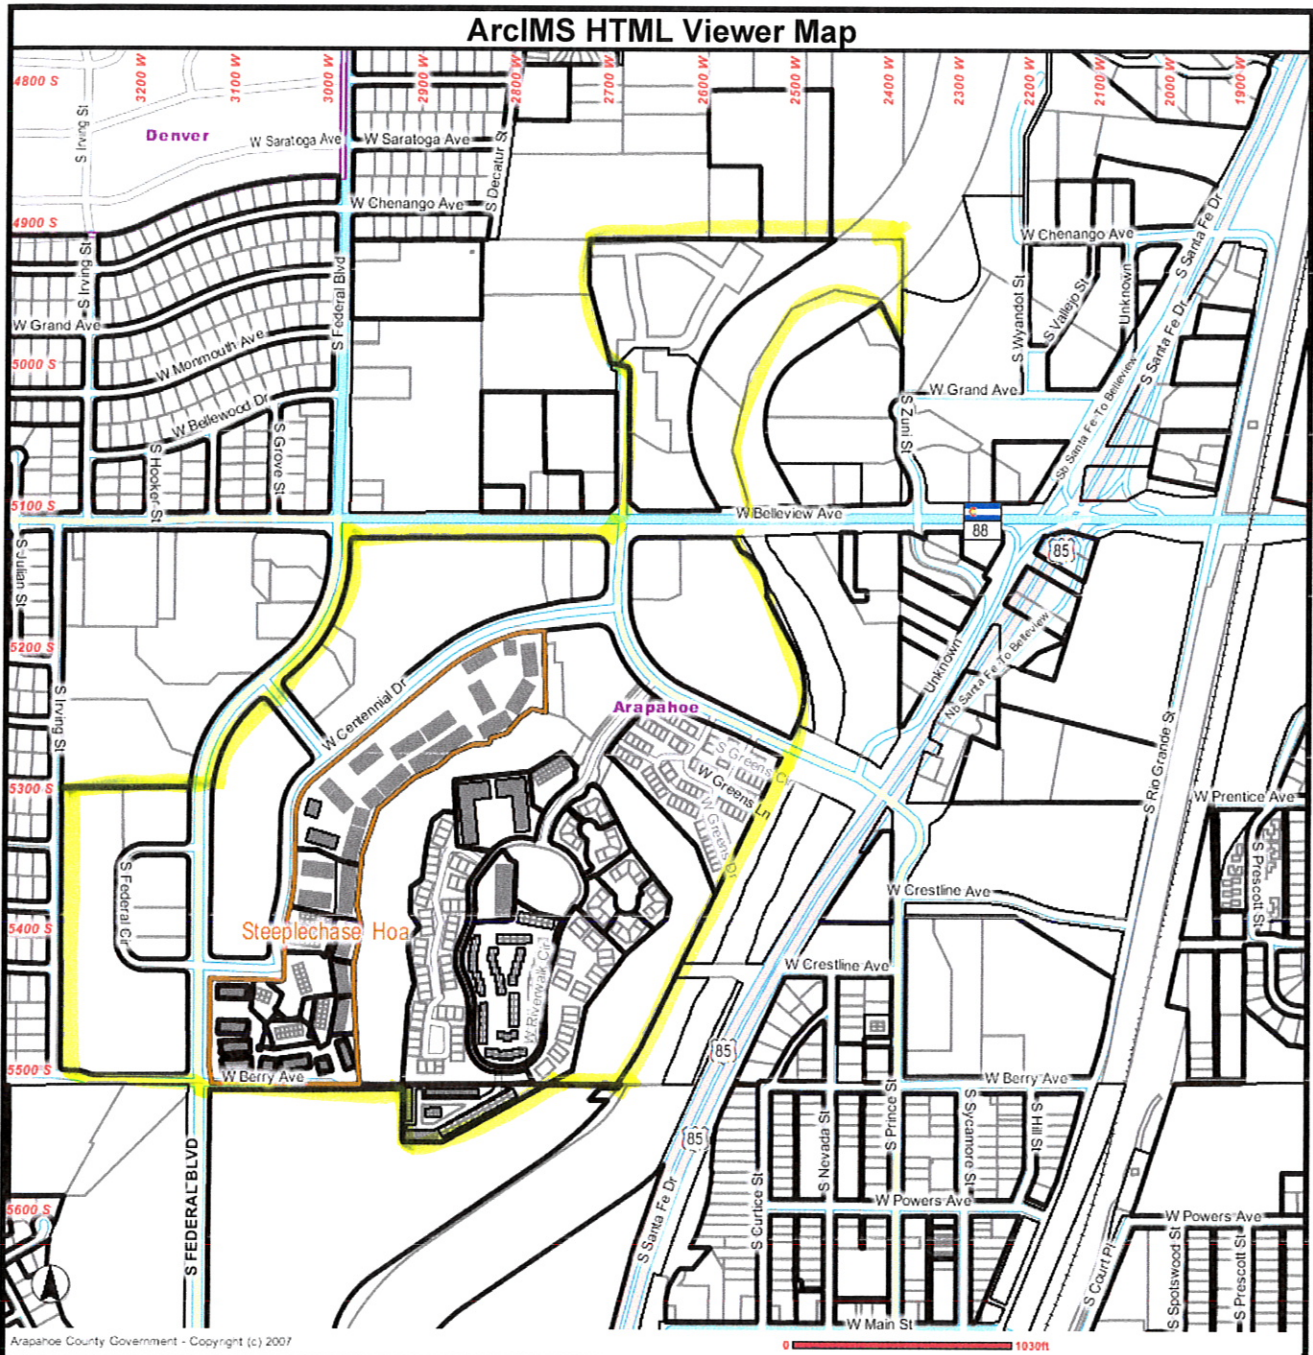 ArcIMS HTML Viewer Map
4800 S
3200 W
3100 W
3000 W
2900 W
2800 W
2700 W
2600 W
2500 W
2400 W
2300 W
2200 W
2100 W
2000 W
1900 W
S Irving St
Denver
W Saratoga Ave
W Saratoga Ave
S Decatur St
W Chenango Ave
4900 S
S Irving St
S Federal Blvd
W Chenango Ave
S Santa Fe Dr
Unknown
S Vallejo St
S Wyandot St
W Grand Ave
W Monmouth Ave
5000 S
S Santa Fe Dr
W Bellewood Dr
W Grand Ave
S Zuni St
Sb Santa Fe To Belleview
S Hooker St
S Grove St
5100 S
W Belleview Ave
88
85
S Julian St
5200 S
Unknown
Nb Santa Fe To Belleview
S Irving St
W Centennial Dr
Arapahoe
S Greens Cir
W Greens Ln
W Greens Dr
S Rio Grande St
5300 S
W Prentice Ave
S Federal Cir
S Prescott St
W Crestline Ave
5400 S
Steeplechase Hoa
W Riverwalk Cir
W Crestline Ave
85
5500 S
W Berry Ave
W Berry Ave
S Nevada St
S Prince St
S Sycamore St
S Hill St
85
S FEDERAL BLVD
S Santa Fe Dr
S Curtice St
W Powers Ave
5600 S
W Powers Ave
S Court Pl
S Spotswood St
S Prescott St
W Main St
Arapahoe County Government - Copyright (c) 2007
0
1030ft